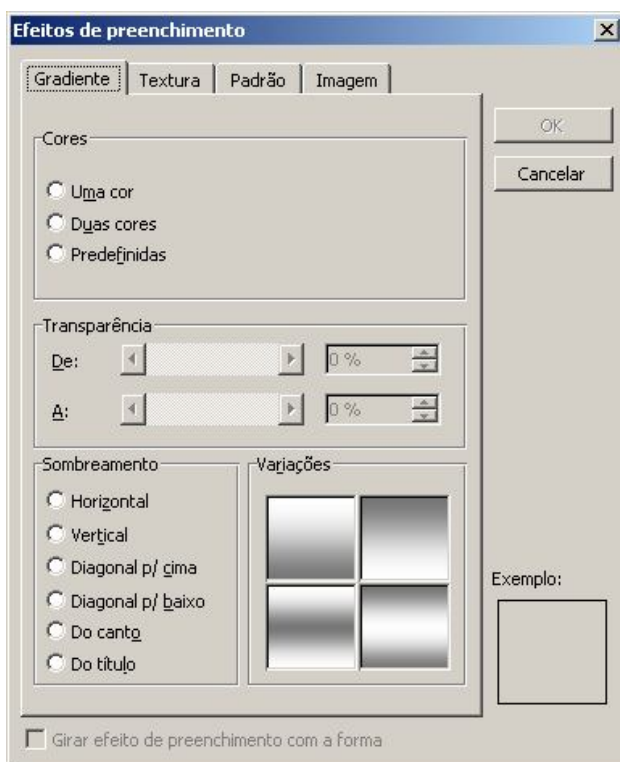 Efeitos de preenchimento
Gradiente Textura Padrão Imagem
OK
Cancelar
Cores
Uma cor
Duas cores
Predefinidas
Transparência
De: 0 %
A: 0 %
Sombreamento
Horizontal
Vertical
Diagonal p/ cima
Diagonal p/ baixo
Do canto
Do título
Variações
Exemplo:
Girar efeito de preenchimento com a forma